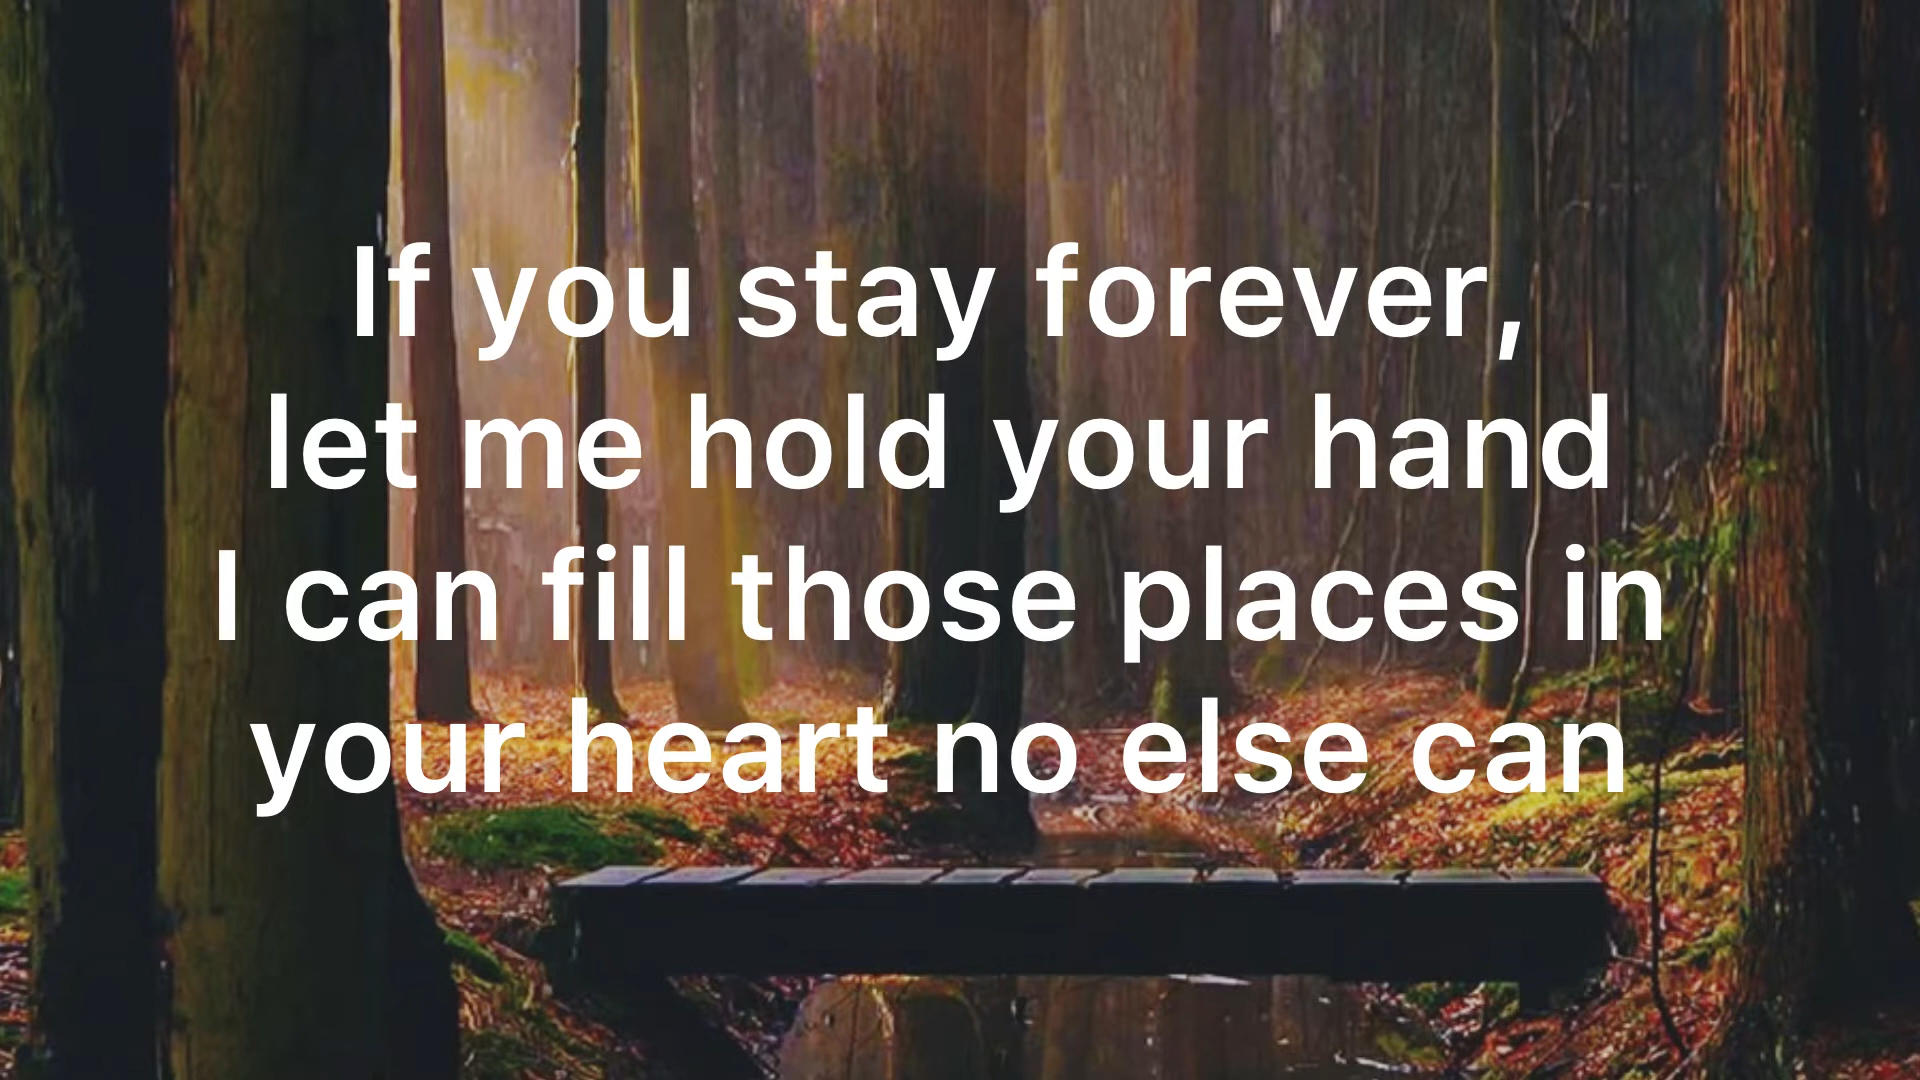 If you stay forever,
let me hold your hand
I can fill those places in
your heart no else can